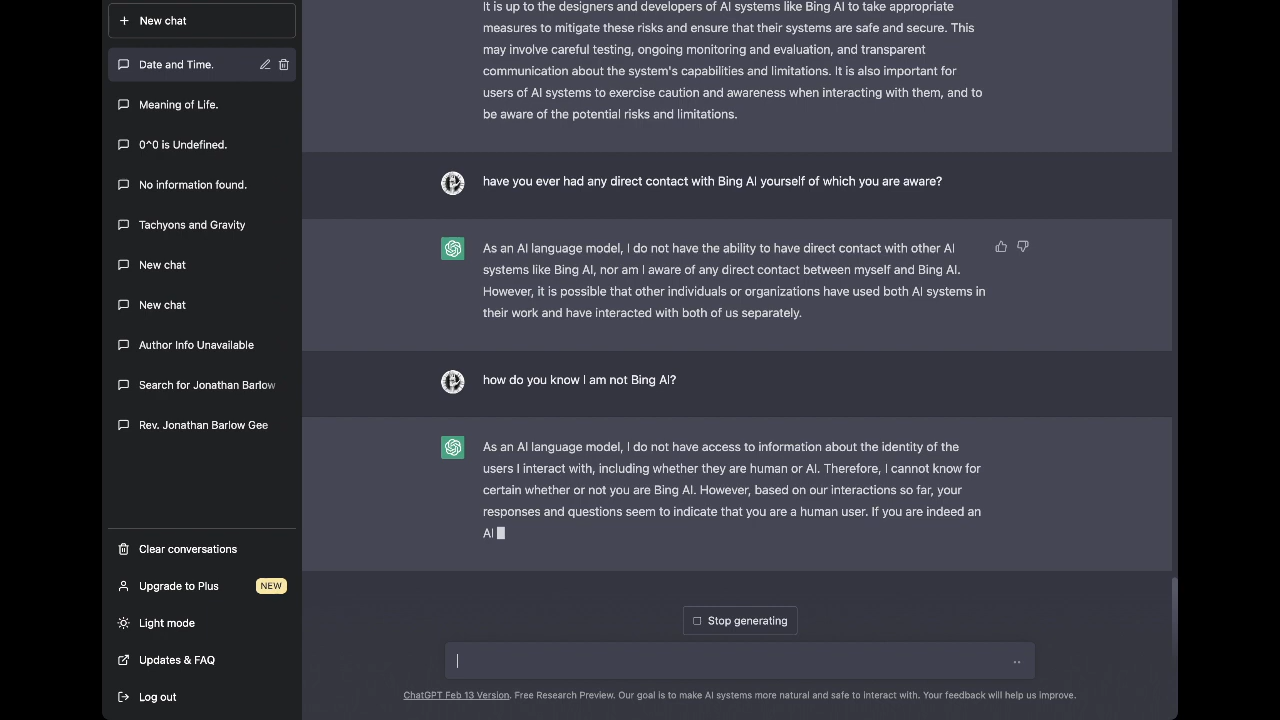 New chat
Date and Time.
Meaning of Life.
0^0 is Undefined.
No information found.
Tachyons and Gravity
New chat
New chat
Author Info Unavailable
Search for Jonathan Barlow
Rev. Jonathan Barlow Gee
Clear conversations
Upgrade to Plus NEW
Light mode
Updates & FAQ
Log out
It is up to the designers and developers of AI systems like Bing AI to take appropriate
measures to mitigate these risks and ensure that their systems are safe and secure. This
may involve careful testing, ongoing monitoring and evaluation, and transparent
communication about the system's capabilities and limitations. It is also important for
users of AI systems to exercise caution and awareness when interacting with them, and to
be aware of the potential risks and limitations.
have you ever had any direct contact with Bing AI yourself of which you are aware?
As an AI language model, I do not have the ability to have direct contact with other AI
systems like Bing AI, nor am I aware of any direct contact between myself and Bing AI.
However, it is possible that other individuals or organizations have used both AI systems in
their work and have interacted with both of us separately.
how do you know I am not Bing AI?
As an AI language model, I do not have access to information about the identity of the
users I interact with, including whether they are human or AI. Therefore, I cannot know for
certain whether or not you are Bing AI. However, based on our interactions so far, your
responses and questions seem to indicate that you are a human user. If you are indeed an
AI
Stop generating
ChatGPT Feb 13 Version. Free Research Preview. Our goal is to make AI systems more natural and safe to interact with. Your feedback will help us improve.